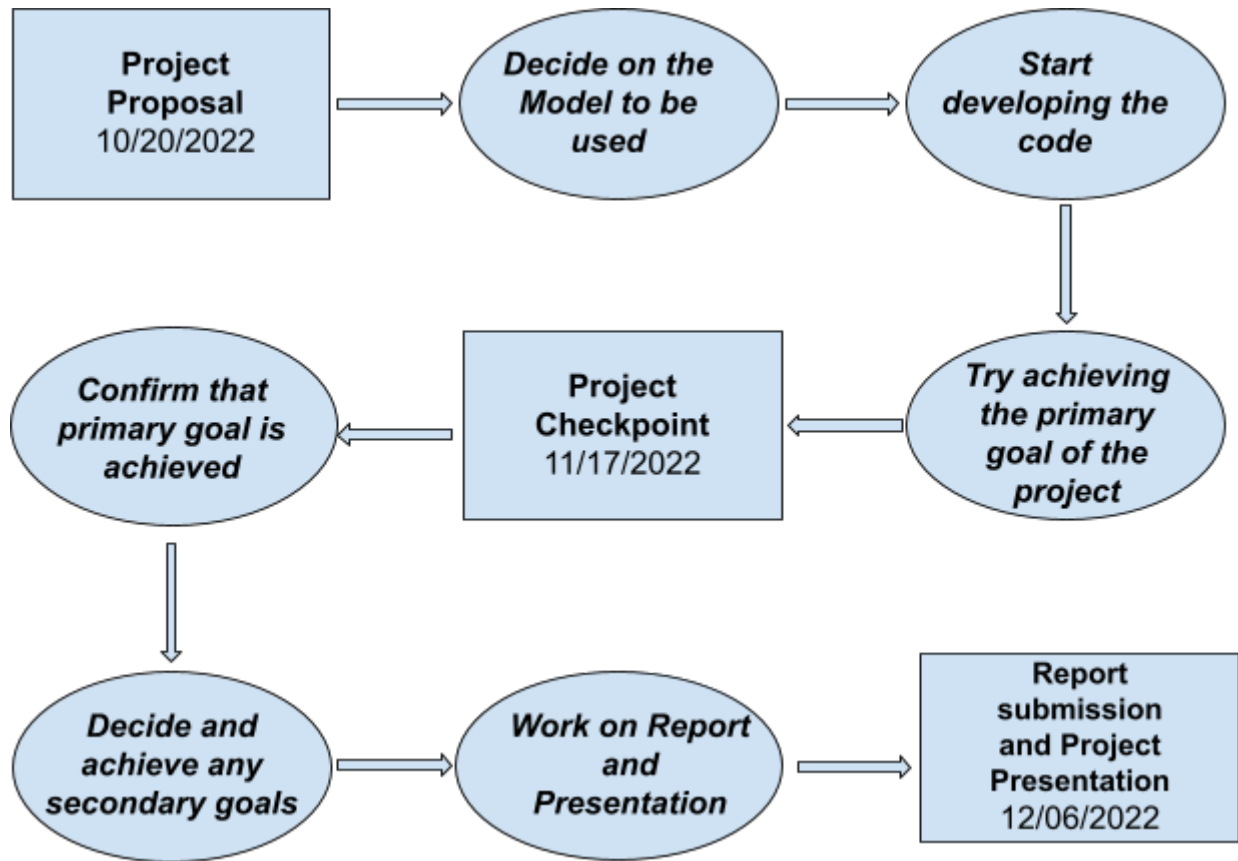 Project
Proposal
10/20/2022
Decide on the
Model to be
used
Start
developing the
code
Try achieving
the primary
goal of the
project
Project
Checkpoint
11/17/2022
Confirm that
primary goal is
achieved
Decide and
achieve any
secondary goals
Work on Report
and
Presentation
Report
submission
and Project
Presentation
12/06/2022